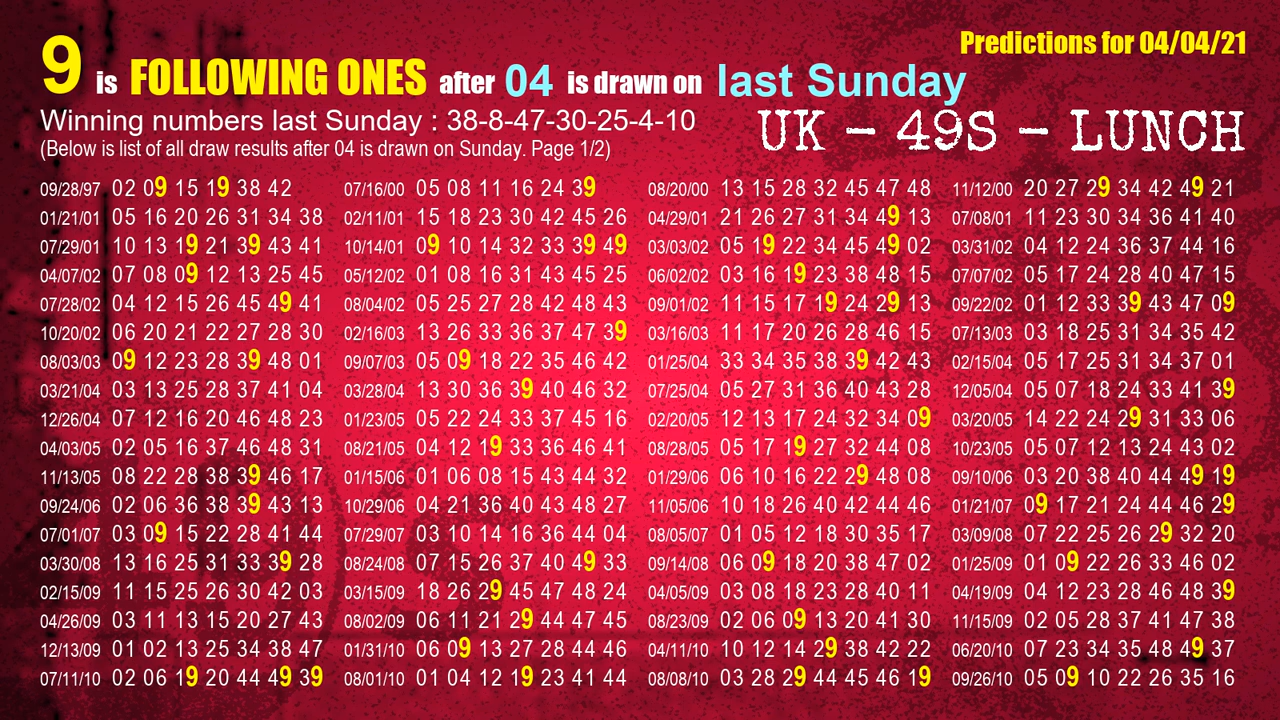 Predictions for 04/04/21
9 is FOLLOWING ONES after 04 is drawn on last Sunday
Winning numbers last Sunday : 38-8-47-30-25-4-10
UK - 49S - LUNCH
(Below is list of all draw results after 04 is drawn on Sunday. Page 1/2)
09/28/97 02 09 15 19 38 42 07/16/00 05 08 11 16 24 39 08/20/00 13 15 28 32 45 47 48 11/12/00 20 27 29 34 42 49 21
01/21/01 05 16 20 26 31 34 38 02/11/01 15 18 23 30 42 45 26 04/29/01 21 26 27 31 34 49 13 07/08/01 11 23 30 34 36 41 40
07/29/01 10 13 19 21 39 43 41 10/14/01 09 10 14 32 33 39 49 03/03/02 05 19 22 34 45 49 02 03/31/02 04 12 24 36 37 44 16
04/07/02 07 08 09 12 13 25 45 05/12/02 01 08 16 31 43 45 25 06/02/02 03 16 19 23 38 48 15 07/07/02 05 17 24 28 40 47 15
07/28/02 04 12 15 26 45 49 41 08/04/02 05 25 27 28 42 48 43 09/01/02 11 15 17 19 24 29 13 09/22/02 01 12 33 39 43 47 09
10/20/02 06 20 21 22 27 28 30 02/16/03 13 26 33 36 37 47 39 03/16/03 11 17 20 26 28 46 15 07/13/03 03 18 25 31 34 35 42
08/03/03 09 12 23 28 39 48 01 09/07/03 05 09 18 22 35 46 42 01/25/04 33 34 35 38 39 42 43 02/15/04 05 17 25 31 34 37 01
03/21/04 03 13 25 28 37 41 04 03/28/04 13 30 36 39 40 46 32 07/25/04 05 27 31 36 40 43 28 12/05/04 05 07 18 24 33 41 39
12/26/04 07 12 16 20 46 48 23 01/23/05 05 22 24 33 37 45 16 02/20/05 12 13 17 24 32 34 09 03/20/05 14 22 24 29 31 33 06
04/03/05 02 05 16 37 46 48 31 08/21/05 04 12 19 33 36 46 41 08/28/05 05 17 19 27 32 44 08 10/23/05 05 07 12 13 24 43 02
11/13/05 08 22 28 38 39 46 17 01/15/06 01 06 08 15 43 44 32 01/29/06 06 10 16 22 29 48 08 09/10/06 03 20 38 40 44 49 19
09/24/06 02 06 36 38 39 43 13 10/29/06 04 21 36 40 43 48 27 11/05/06 10 18 26 40 42 44 46 01/21/07 09 17 21 24 44 46 29
07/01/07 03 09 15 22 28 41 44 07/29/07 03 10 14 16 36 44 04 08/05/07 01 05 12 18 30 35 17 03/09/08 07 22 25 26 29 32 20
03/30/08 13 16 25 31 33 39 28 08/24/08 07 15 26 37 40 49 33 09/14/08 06 09 18 20 38 47 02 01/25/09 01 09 22 26 33 46 02
02/15/09 11 15 25 26 30 42 03 03/15/09 18 26 29 45 47 48 24 04/05/09 03 08 18 23 28 40 11 04/19/09 04 12 23 24 46 48 39
04/26/09 03 11 13 15 20 27 43 08/02/09 06 11 21 29 44 47 45 08/23/09 02 06 09 13 20 41 30 11/15/09 02 05 28 41 47 47 38
12/13/09 01 02 13 25 34 38 47 01/31/10 06 09 13 27 28 44 46 04/11/10 10 12 14 29 38 42 22 06/20/10 07 23 34 35 48 49 37
07/11/10 02 06 19 20 44 49 39 08/01/10 01 04 12 19 23 41 44 08/08/10 03 28 29 44 45 46 19 09/26/10 05 09 10 22 26 35 16